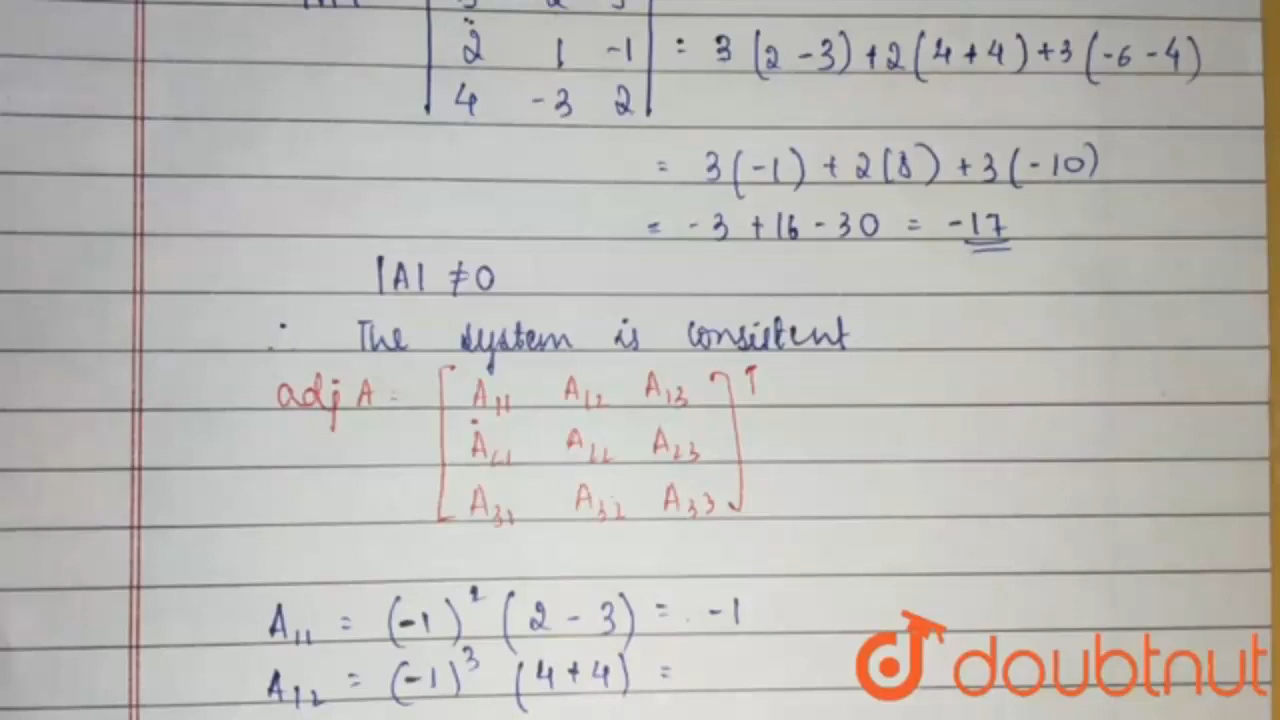 2 1 -1 = 3 (2 - 3) + 2 (4 + 4) + 3 (-6 - 4)
4 -3 2
= 3 (-1) + 2 (8) + 3 (-10)
= -3 + 16 - 30 = -17
|A| ≠ 0
∴ The system is consistent
adj A = [ A₁₁ A₁₂ A₁₃ ]ᵀ
A₂₁ A₂₂ A₂₃
A₃₁ A₃₂ A₃₃
A₁₁ = (-1)² (2 - 3) = -1
A₁₂ = (-1)³ (4 + 4) =
doubtnut